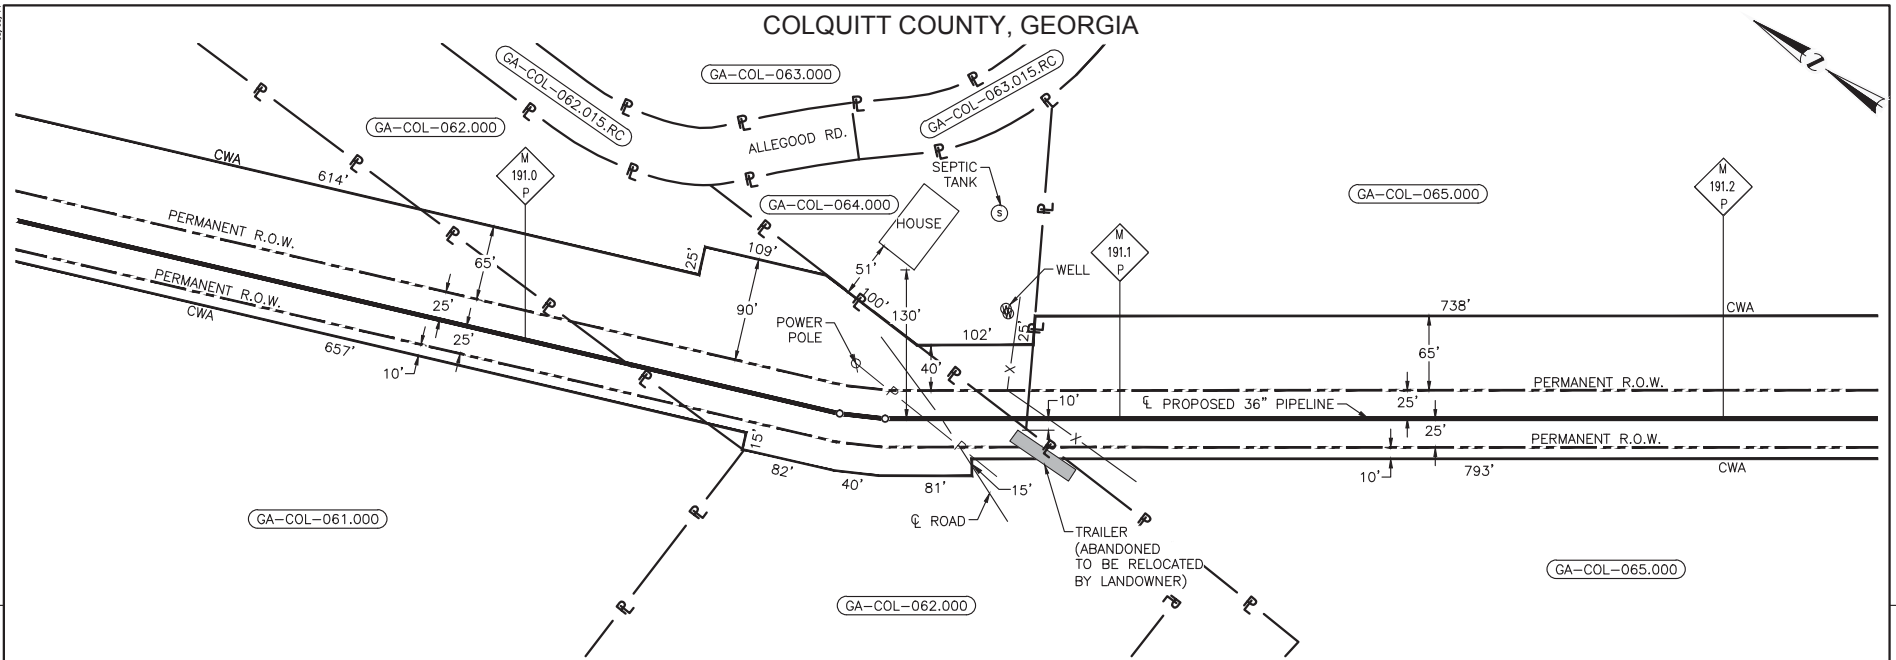 COLQUITT COUNTY, GEORGIA
GA-COL-063.000
GA-COL-062.015.RC
GA-COL-063.015.RC
GA-COL-062.000
ALLEGOOD RD.
CWA
614'
M
191.0
P
SEPTIC
TANK
S
GA-COL-065.000
M
191.2
P
GA-COL-064.000
HOUSE
PERMANENT R.O.W.
M
191.1
P
109'
25'
65'
51'
WELL
W
PERMANENT R.O.W.
100'
25'
90'
130'
738'
CWA
CWA
POWER
POLE
102'
25'
25'
657'
10'
40'
X
65'
P
PERMANENT R.O.W.
10'
℄ PROPOSED 36" PIPELINE
25'
25'
15'
X
PERMANENT R.O.W.
82'
40'
81'
15'
10'
793'
CWA
GA-COL-061.000
℄ ROAD
TRAILER
(ABANDONED
TO BE RELOCATED
BY LANDOWNER)
GA-COL-065.000
GA-COL-062.000